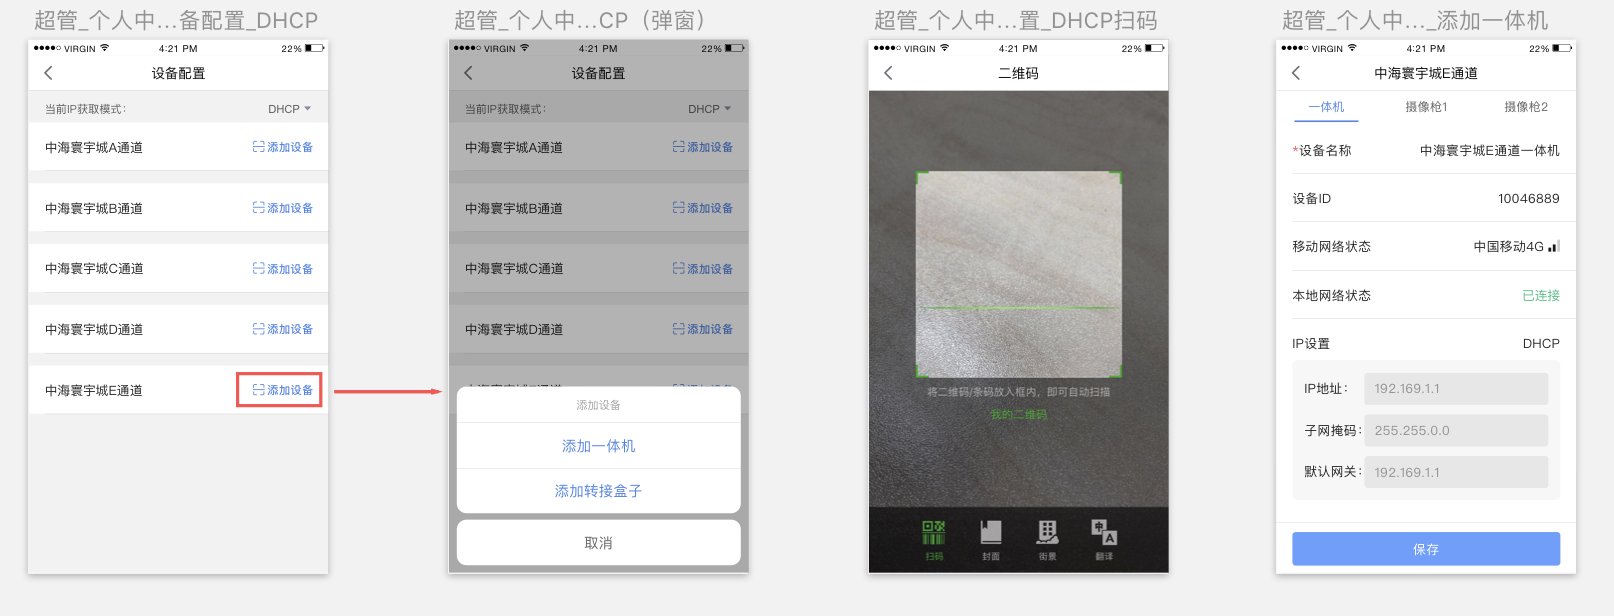 超管_个人中...备配置_DHCP
VIRGIN 4:21 PM 22%
设备配置
当前IP获取模式: DHCP
中海寰宇城A通道 添加设备
中海寰宇城B通道 添加设备
中海寰宇城C通道 添加设备
中海寰宇城D通道 添加设备
中海寰宇城E通道 添加设备
超管_个人中...CP（弹窗）
VIRGIN 4:21 PM 22%
设备配置
当前IP获取模式: DHCP
中海寰宇城A通道 添加设备
中海寰宇城B通道 添加设备
中海寰宇城C通道 添加设备
中海寰宇城D通道 添加设备
添加设备
添加一体机
添加转接盒子
取消
超管_个人中...置_DHCP扫码
VIRGIN 4:21 PM 22%
二维码
将二维码/条码放入框内，即可自动扫描
我的二维码
扫码 封面 街景 翻译
中 A
超管_个人中..._添加一体机
VIRGIN 4:21 PM 22%
中海寰宇城E通道
一体机 摄像枪1 摄像枪2
*设备名称 中海寰宇城E通道一体机
设备ID 10046889
移动网络状态 中国移动4G
本地网络状态 已连接
IP设置 DHCP
IP地址: 192.169.1.1
子网掩码: 255.255.0.0
默认网关: 192.169.1.1
保存